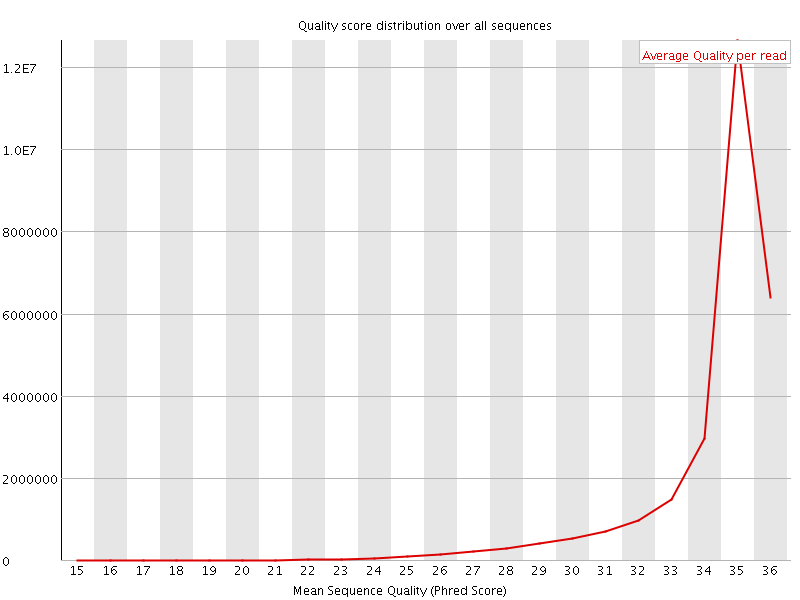 Quality score distribution over all sequences
Average Quality per read
1.2E7
1.0E7
8000000
6000000
4000000
2000000
0
15 16 17 18 19 20 21 22 23 24 25 26 27 28 29 30 31 32 33 34 35 36
Mean Sequence Quality (Phred Score)